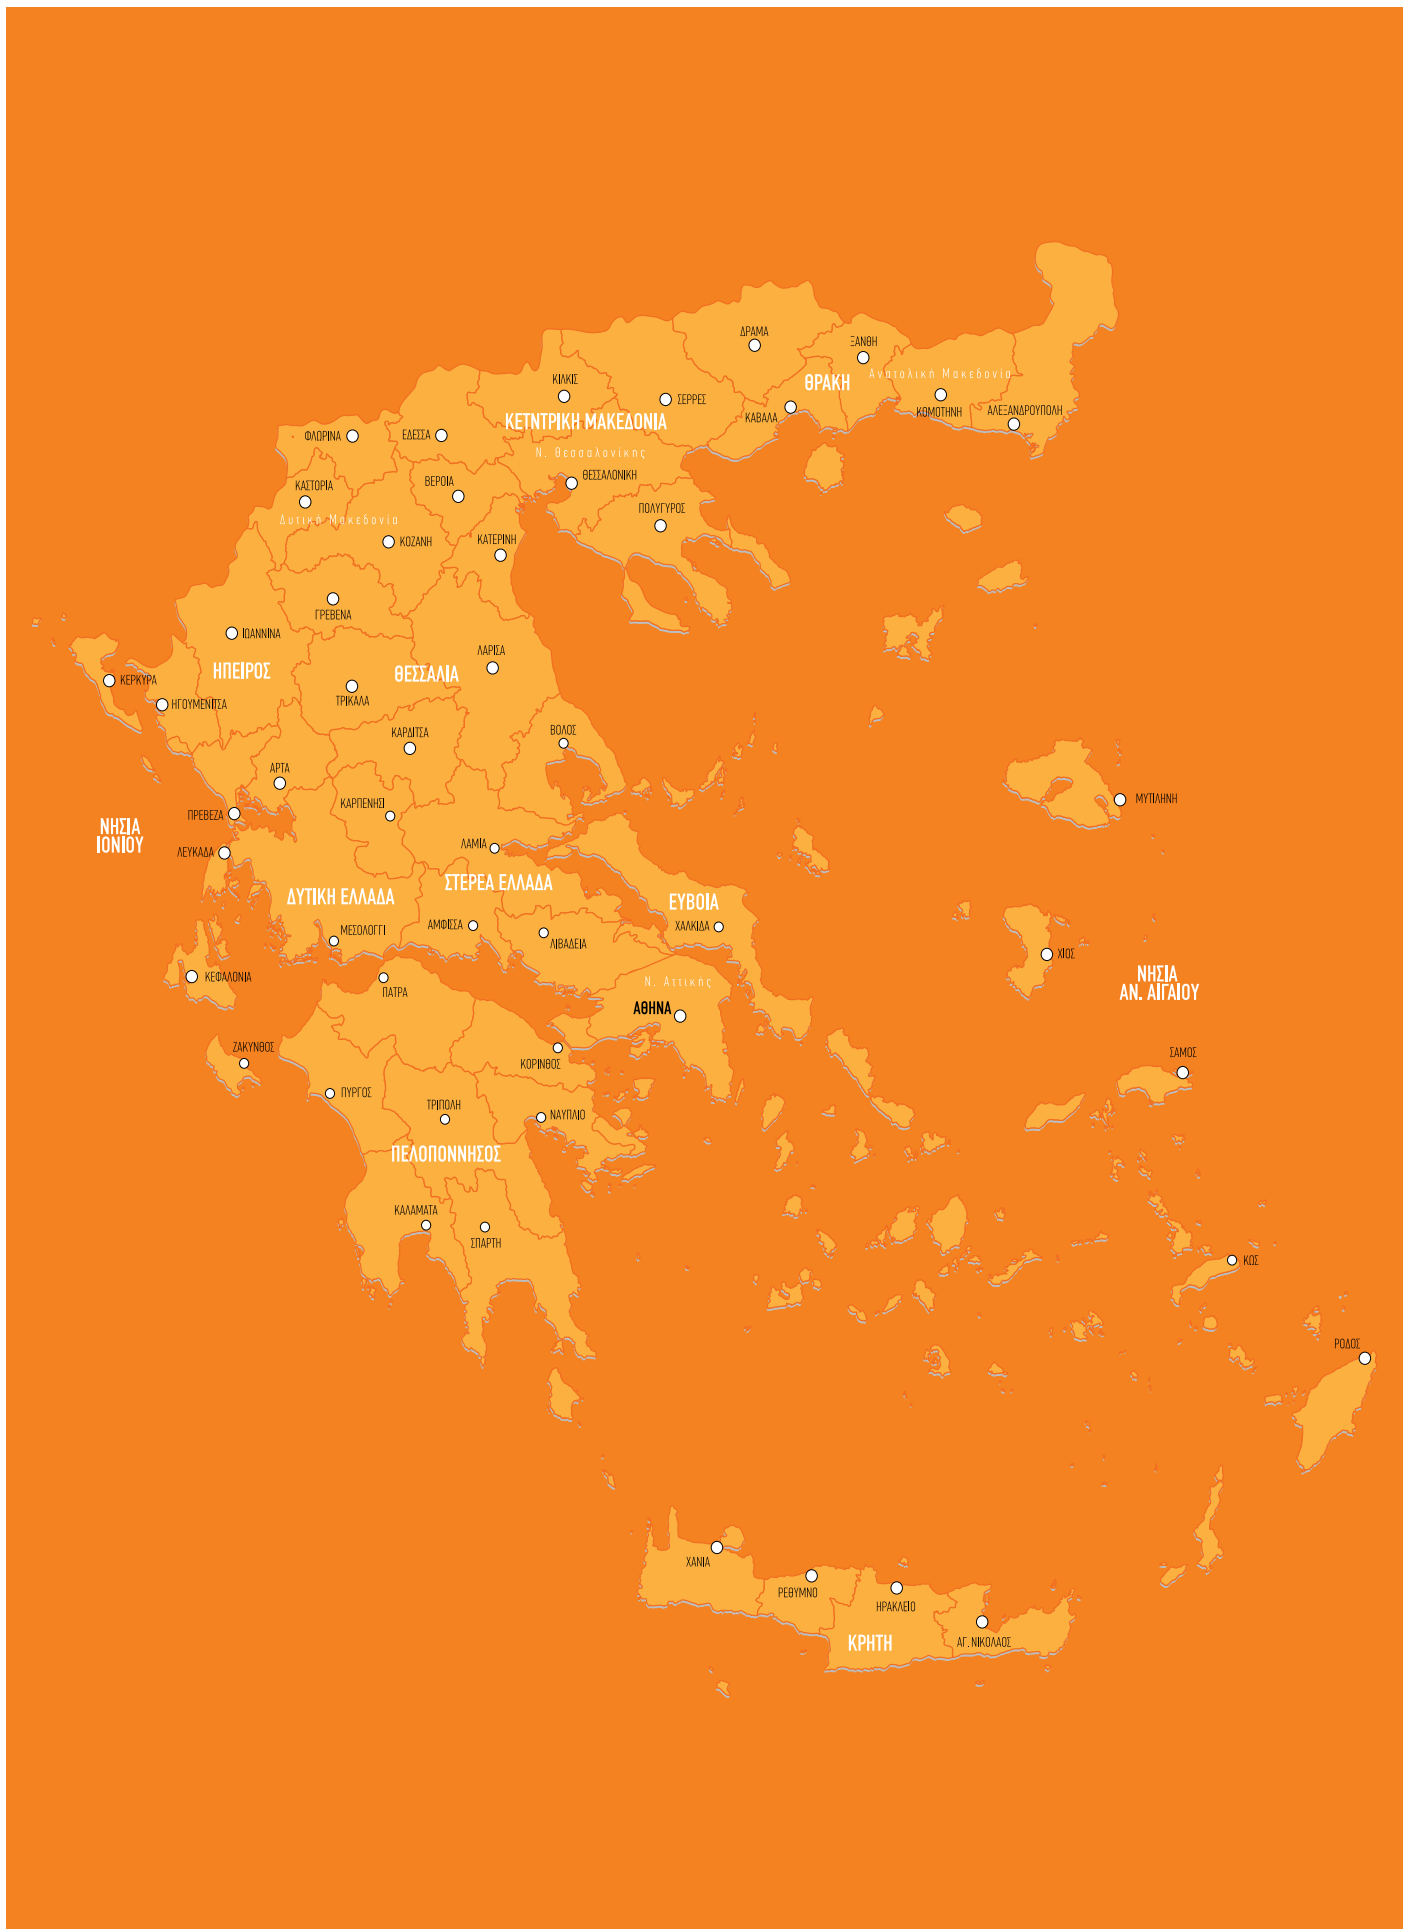 ΔΡΑΜΑ
ΞΑΝΘΗ
Ανατολική Μακεδονία
ΘΡΑΚΗ
ΚΙΛΚΙΣ
ΣΕΡΡΕΣ
ΚΑΒΑΛΑ
ΚΟΜΟΤΗΝΗ
ΑΛΕΞΑΝΔΡΟΥΠΟΛΗ
ΚΕΤΝΤΡΙΚΗ ΜΑΚΕΔΟΝΙΑ
ΦΛΩΡΙΝΑ
ΕΔΕΣΣΑ
Ν. Θεσσαλονίκης
ΘΕΣΣΑΛΟΝΙΚΗ
ΚΑΣΤΟΡΙΑ
ΒΕΡΟΙΑ
ΠΟΛΥΓΥΡΟΣ
Δυτική Μακεδονία
ΚΟΖΑΝΗ
ΚΑΤΕΡΙΝΗ
ΓΡΕΒΕΝΑ
ΙΩΑΝΝΙΝΑ
ΛΑΡΙΣΑ
ΗΠΕΙΡΟΣ
ΘΕΣΣΑΛΙΑ
ΚΕΡΚΥΡΑ
ΤΡΙΚΑΛΑ
ΗΓΟΥΜΕΝΙΤΣΑ
ΚΑΡΔΙΤΣΑ
ΒΟΛΟΣ
ΑΡΤΑ
ΚΑΡΠΕΝΗΣΙ
ΜΥΤΙΛΗΝΗ
ΠΡΕΒΕΖΑ
ΝΗΣΙΑ
ΙΟΝΙΟΥ
ΛΑΜΙΑ
ΛΕΥΚΑΔΑ
ΣΤΕΡΕΑ ΕΛΛΑΔΑ
ΔΥΤΙΚΗ ΕΛΛΑΔΑ
ΕΥΒΟΙΑ
ΜΕΣΟΛΟΓΓΙ
ΑΜΦΙΣΣΑ
ΛΙΒΑΔΕΙΑ
ΧΑΛΚΙΔΑ
ΧΙΟΣ
ΚΕΦΑΛΟΝΙΑ
ΠΑΤΡΑ
Ν. Αττικής
ΝΗΣΙΑ
ΑΝ. ΑΙΓΑΙΟΥ
ΑΘΗΝΑ
ΖΑΚΥΝΘΟΣ
ΚΟΡΙΝΘΟΣ
ΣΑΜΟΣ
ΠΥΡΓΟΣ
ΤΡΙΠΟΛΗ
ΝΑΥΠΛΙΟ
ΠΕΛΟΠΟΝΝΗΣΟΣ
ΚΑΛΑΜΑΤΑ
ΣΠΑΡΤΗ
ΚΩΣ
ΡΟΔΟΣ
ΧΑΝΙΑ
ΡΕΘΥΜΝΟ
ΗΡΑΚΛΕΙΟ
ΚΡΗΤΗ
ΑΓ. ΝΙΚΟΛΑΟΣ